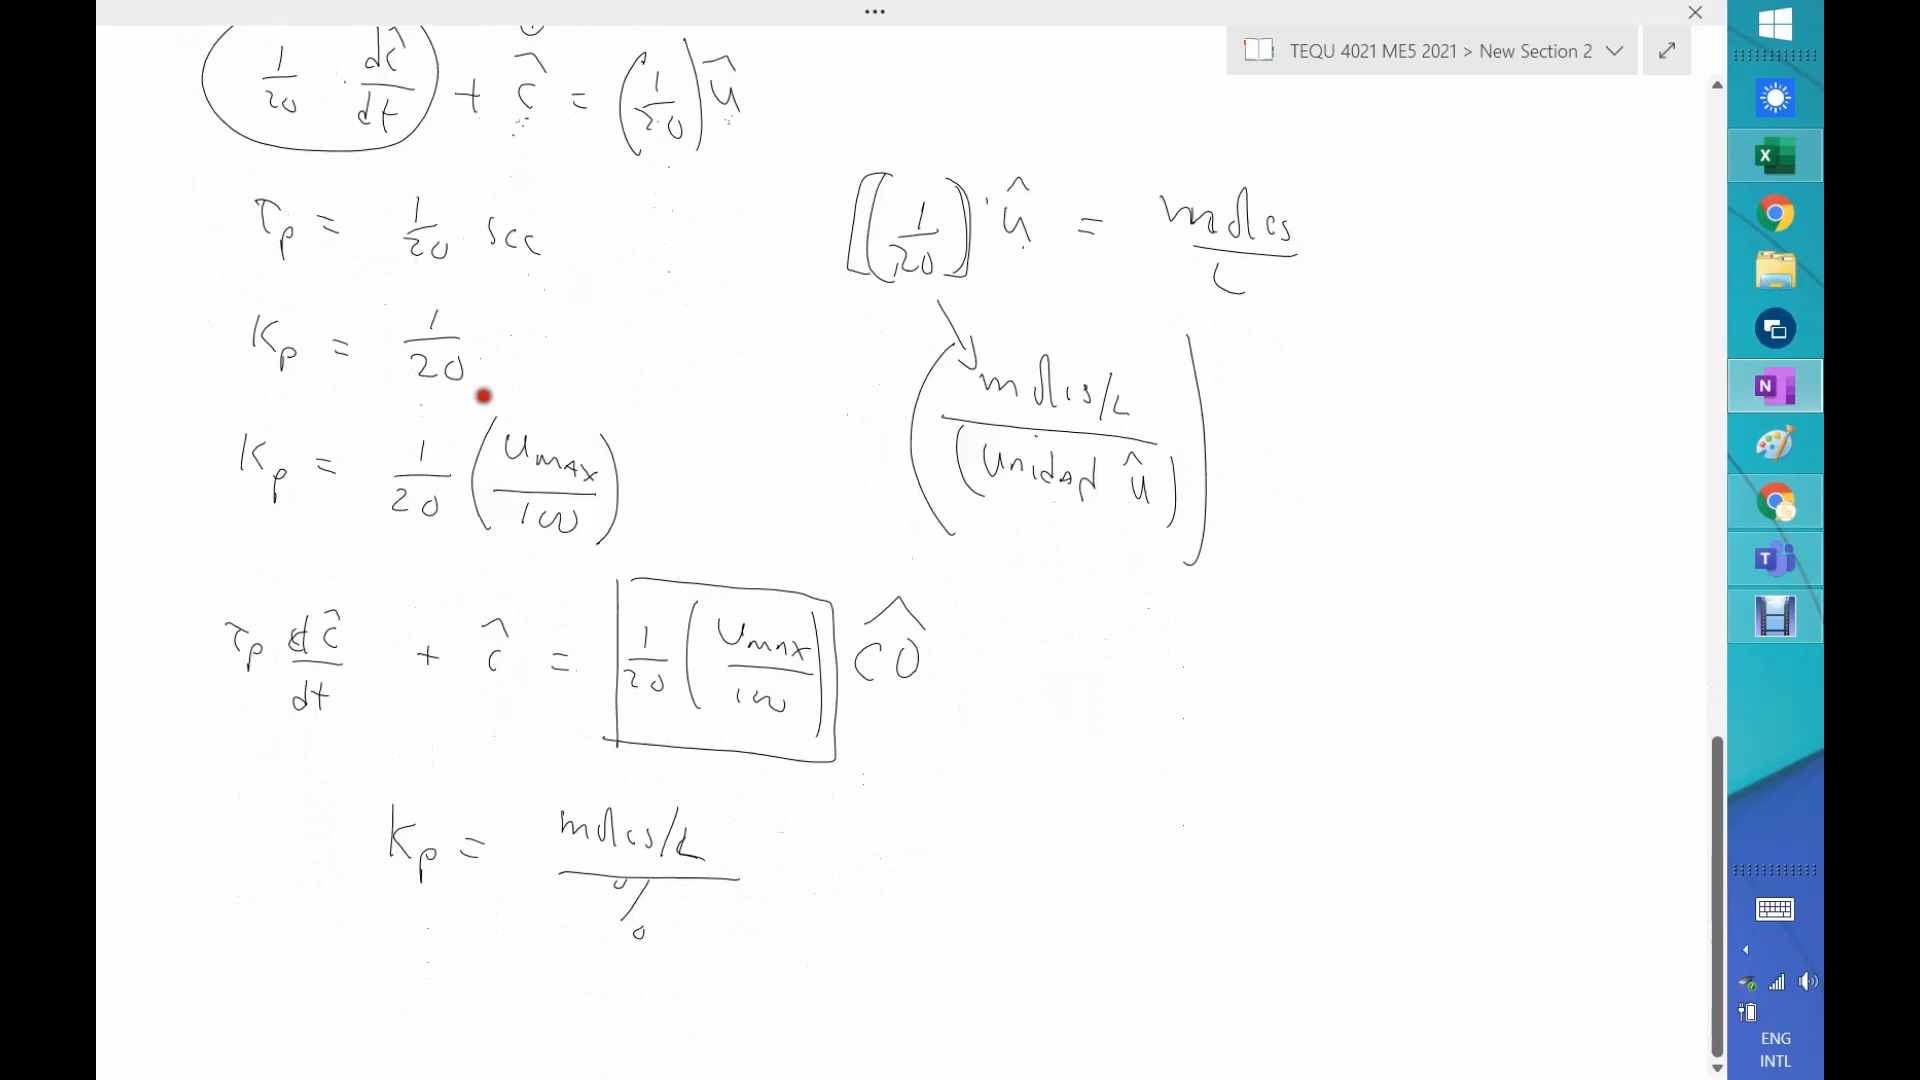 TEQU 4021 ME5 2021 > New Section 2
1/20 · dĉ/dt + ĉ = (1/20) û
τp = 1/20 sec
[(1/20)] · û = moles/L
Kp = 1/20
(moles/L / (unidad û))
Kp = 1/20 (UMAX/100)
τp dĉ/dt + ĉ = 1/20 (Umax/100) ĈO
Kp = moles/L / %
ENG
INTL